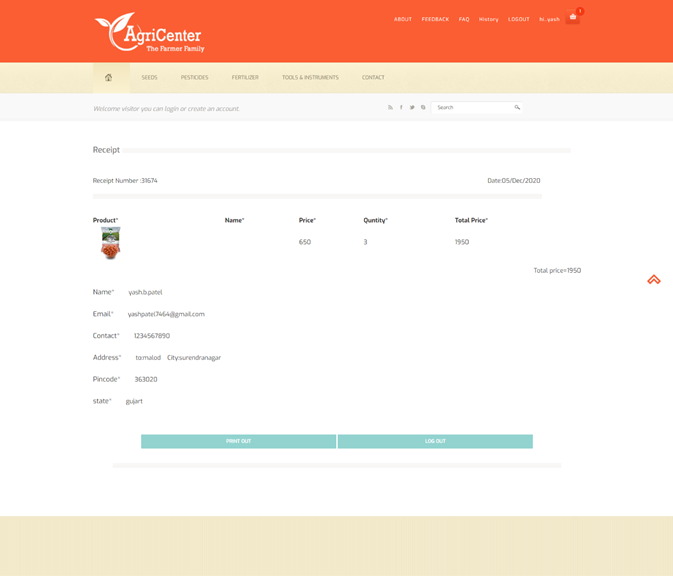 ABOUT FEEDBACK FAQ History LOGOUT hi..yash 1
AgriCenter
The Farmer Family
SEEDS PESTICIDES FERTILIZER TOOLS & INSTRUMENTS CONTACT
Welcome visitor you can login or create an account. Search
Receipt
Receipt Number :31674 Date:05/Dec/2020
Product* Name* Price* Quntity* Total Price*
650 3 1950
Total price=1950
Name* yash.b.patel
Email* yashpatel7464@gmail.com
Contact* 1234567890
Address* ta:malod City:surendranagar
Pincode* 363020
state* gujart
PRINT OUT LOG OUT